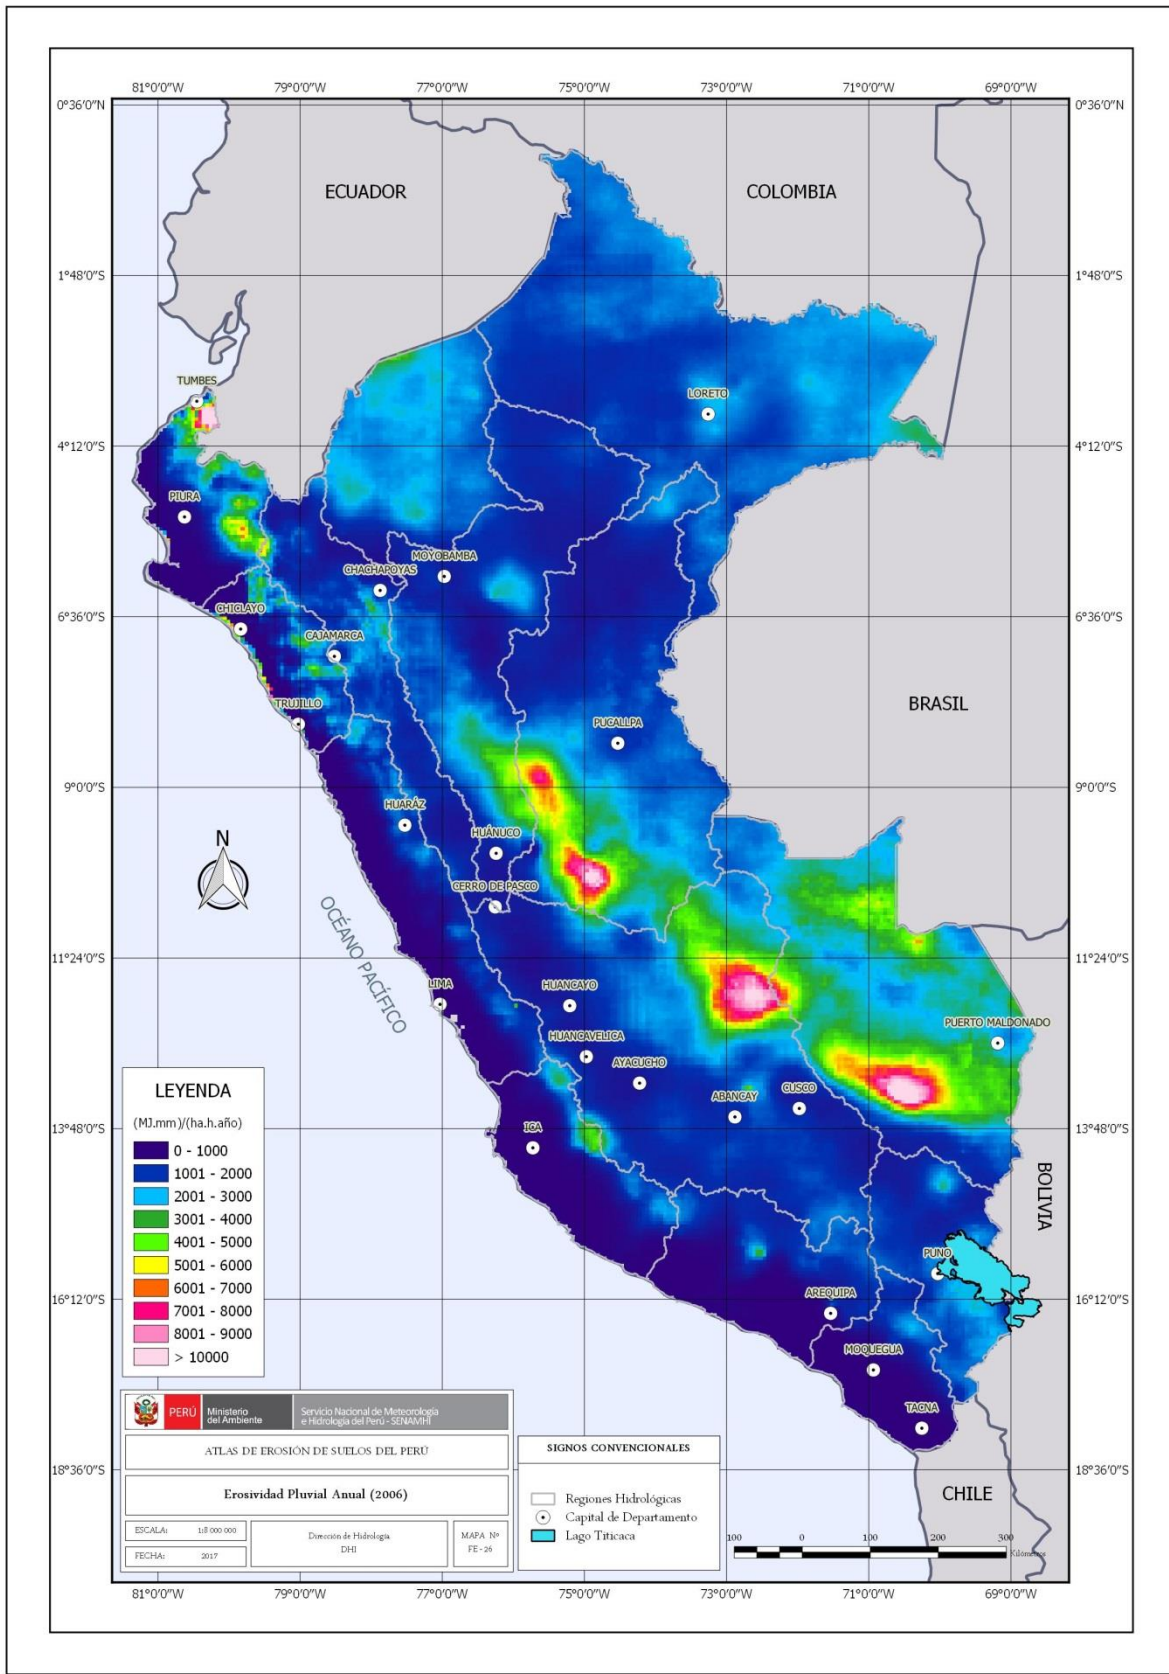 81°0'0"W 79°0'0"W 77°0'0"W 75°0'0"W 73°0'0"W 71°0'0"W 69°0'0"W
0°36'0"N 0°36'0"N
ECUADOR
COLOMBIA
1°48'0"S 1°48'0"S
TUMBES
LORETO
4°12'0"S 4°12'0"S
PIURA
MOYOBAMBA
CHACHAPOYAS
CHICLAYO
6°36'0"S 6°36'0"S
CAJAMARCA
TRUJILLO
BRASIL
PUCALLPA
9°0'0"S 9°0'0"S
HUARÁZ
N
HUÁNUCO
CERRO DE PASCO
OCÉANO PACÍFICO
11°24'0"S 11°24'0"S
LIMA
HUANCAYO
PUERTO MALDONADO
HUANCAVELICA
AYACUCHO
ABANCAY
CUSCO
13°48'0"S 13°48'0"S
ICA
BOLIVIA
PUNO
AREQUIPA
16°12'0"S 16°12'0"S
MOQUEGUA
TACNA
18°36'0"S 18°36'0"S
CHILE
LEYENDA
(MJ.mm)/(ha.h.año)
0 - 1000
1001 - 2000
2001 - 3000
3001 - 4000
4001 - 5000
5001 - 6000
6001 - 7000
7001 - 8000
8001 - 9000
> 10000
PERÚ
Ministerio
del Ambiente
Servicio Nacional de Meteorología
e Hidrología del Perú - SENAMHI
ATLAS DE EROSIÓN DE SUELOS DEL PERÚ
Erosividad Pluvial Anual (2006)
ESCALA: 1:8 000 000
FECHA: 2017
Dirección de Hidrología
DHI
MAPA Nº
FE - 26
SIGNOS CONVENCIONALES
Regiones Hidrológicas
Capital de Departamento
Lago Titicaca
100 0 100 200 300
Kilómetros
81°0'0"W 79°0'0"W 77°0'0"W 75°0'0"W 73°0'0"W 71°0'0"W 69°0'0"W